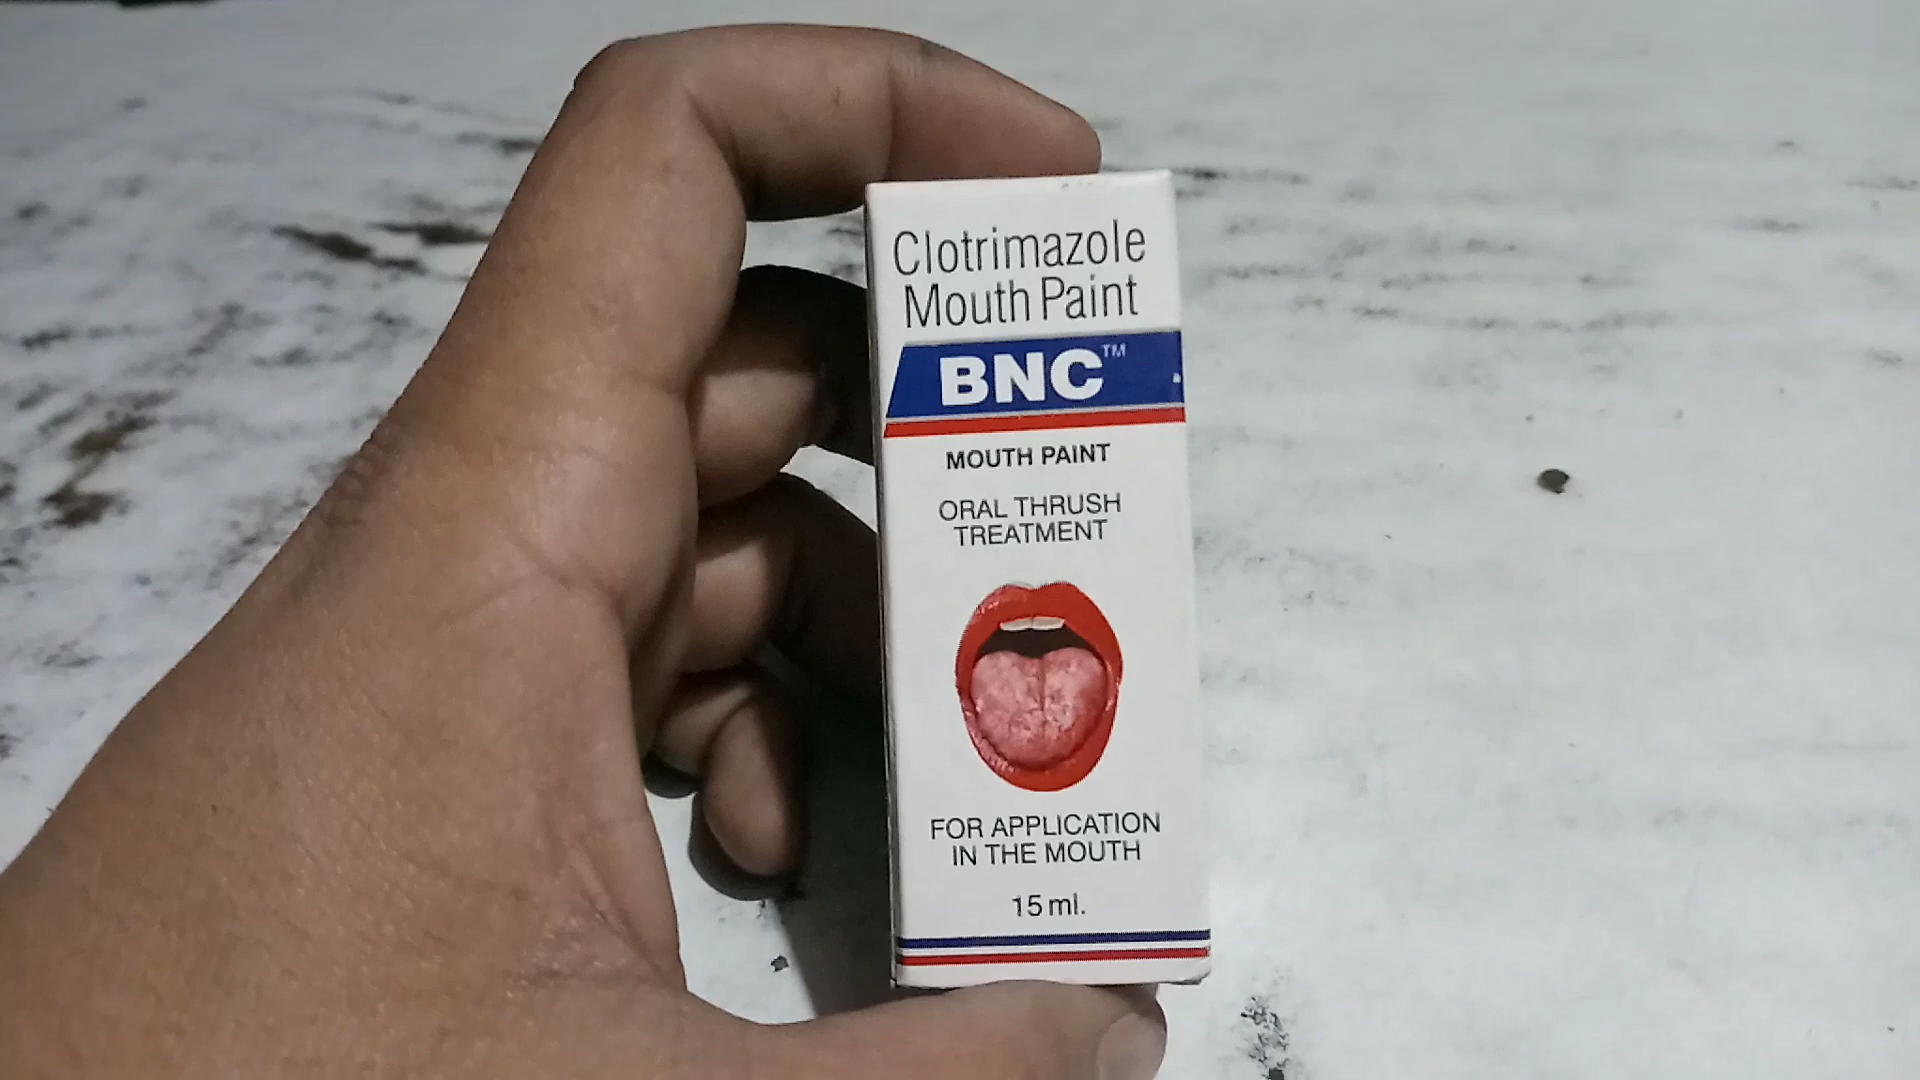 Clotrimazole
Mouth Paint
BNC™
MOUTH PAINT
ORAL THRUSH
TREATMENT
FOR APPLICATION
IN THE MOUTH
15 ml.